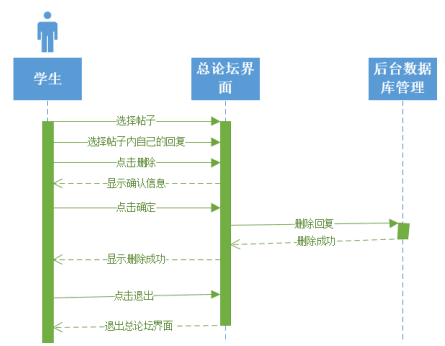 学生
总论坛界
面
后台数据
库管理
选择帖子
选择帖子内自己的回复
点击删除
显示确认信息
点击确定
删除回复
删除成功
显示删除成功
点击退出
退出总论坛界面